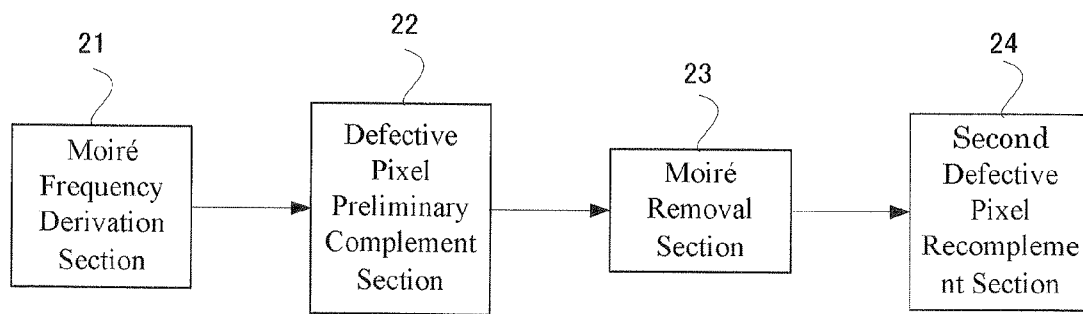 21
Moiré
Frequency
Derivation
Section
22
Defective
Pixel
Preliminary
Complement
Section
23
Moiré
Removal
Section
24
Second
Defective
Pixel
Recompleme
nt Section